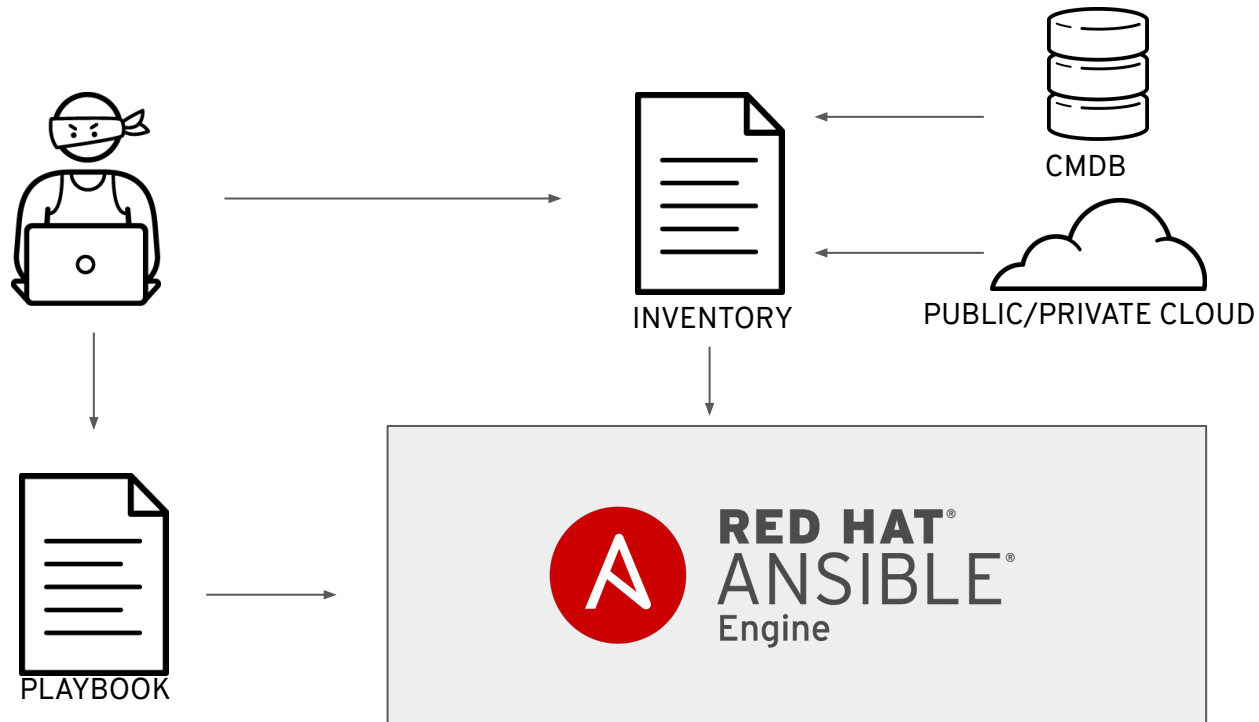 CMDB
INVENTORY
PUBLIC/PRIVATE CLOUD
RED HAT®
ANSIBLE®
Engine
PLAYBOOK